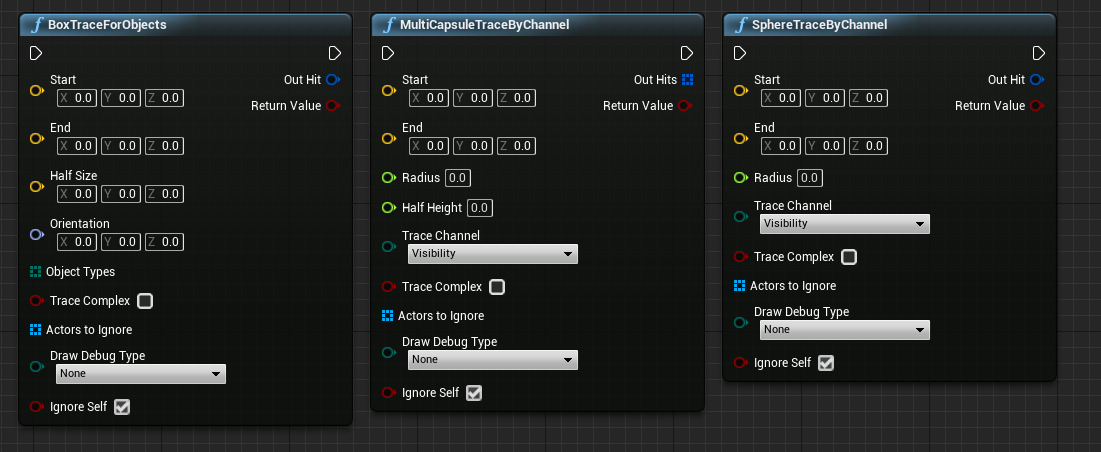 BoxTraceForObjects
Start
X 0.0 Y 0.0 Z 0.0
End
X 0.0 Y 0.0 Z 0.0
Half Size
X 0.0 Y 0.0 Z 0.0
Orientation
X 0.0 Y 0.0 Z 0.0
Object Types
Trace Complex
Actors to Ignore
Draw Debug Type
None
Ignore Self
Out Hit
Return Value
MultiCapsuleTraceByChannel
Start
X 0.0 Y 0.0 Z 0.0
End
X 0.0 Y 0.0 Z 0.0
Radius 0.0
Half Height 0.0
Trace Channel
Visibility
Trace Complex
Actors to Ignore
Draw Debug Type
None
Ignore Self
Out Hits
Return Value
SphereTraceByChannel
Start
X 0.0 Y 0.0 Z 0.0
End
X 0.0 Y 0.0 Z 0.0
Radius 0.0
Trace Channel
Visibility
Trace Complex
Actors to Ignore
Draw Debug Type
None
Ignore Self
Out Hit
Return Value